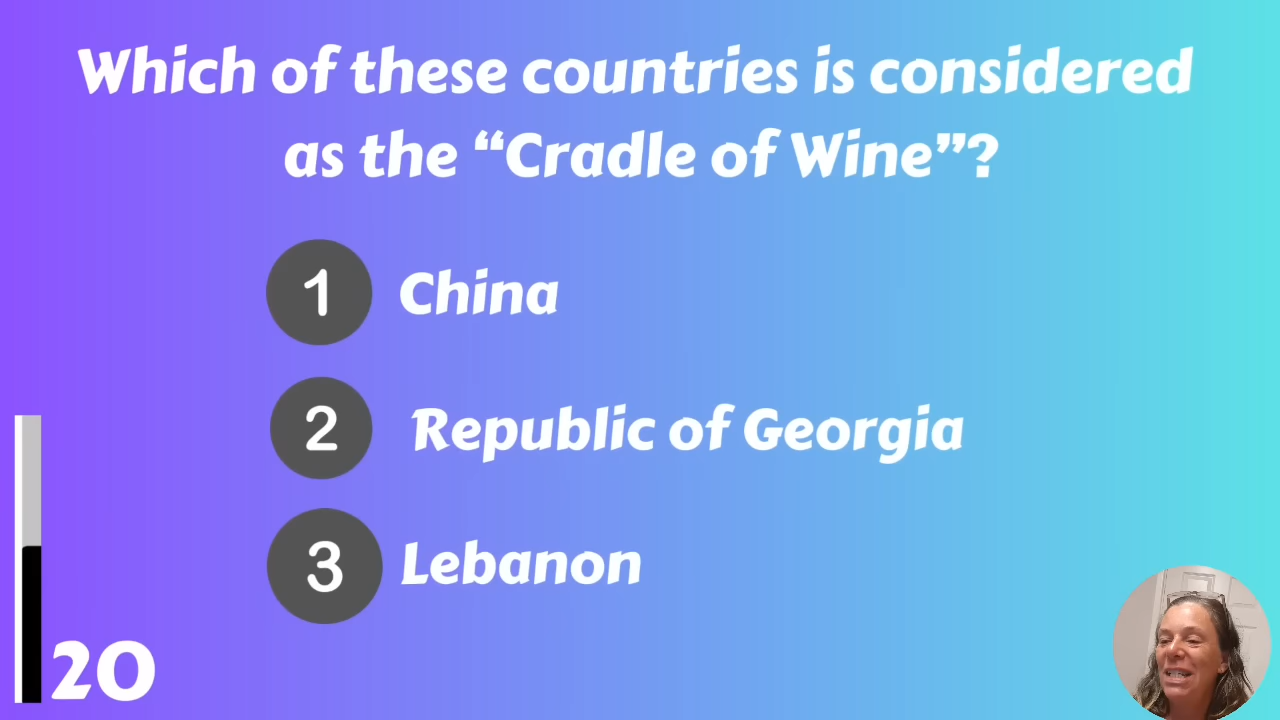 Which of these countries is considered
as the “Cradle of Wine”?
1 China
2 Republic of Georgia
3 Lebanon
20